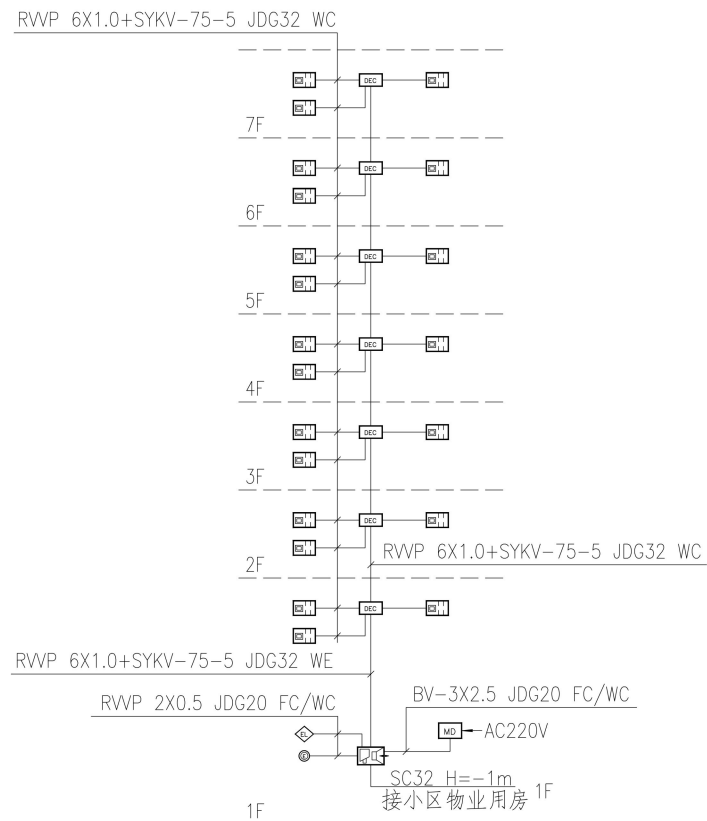 RVVP 6X1.0+SYKV-75-5 JDG32 WC
DEC
7F
DEC
6F
DEC
5F
DEC
4F
DEC
3F
DEC
2F
RVVP 6X1.0+SYKV-75-5 JDG32 WC
DEC
RVVP 6X1.0+SYKV-75-5 JDG32 WE
RVVP 2X0.5 JDG20 FC/WC
BV-3X2.5 JDG20 FC/WC
EL
MD
AC220V
E
SC32 H=-1m
接小区物业用房
1F
1F